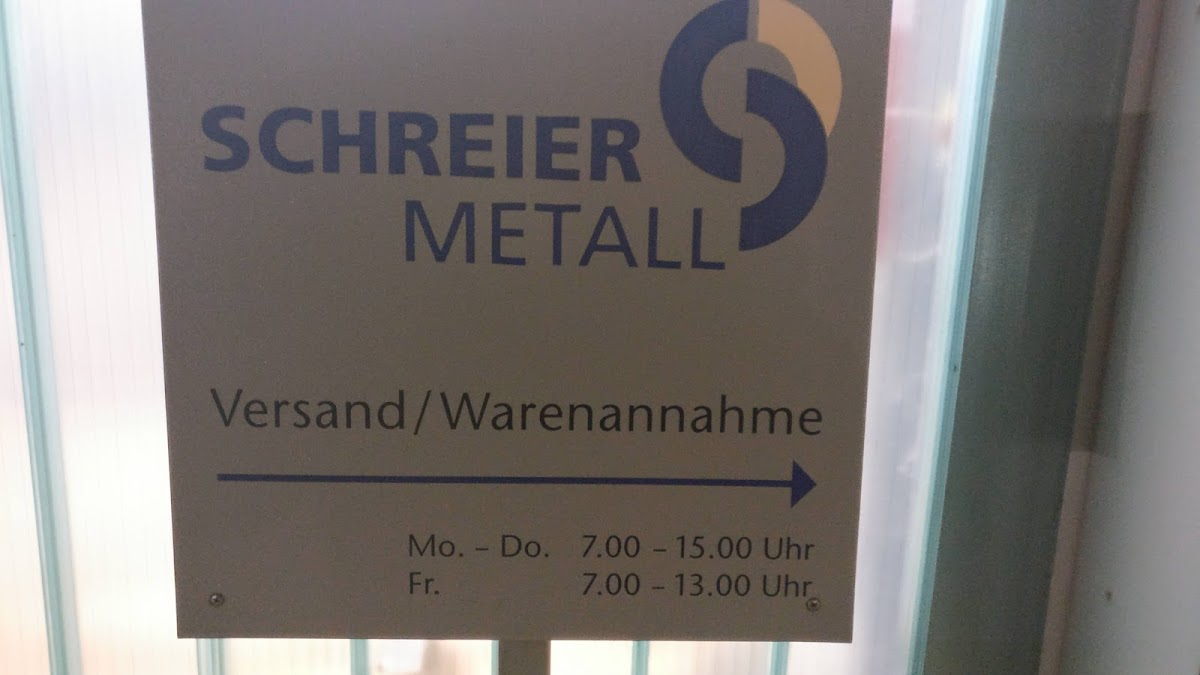 SCHREIER
METALL
Versand/Warenannahme
Mo. – Do. 7.00 – 15.00 Uhr
Fr. 7.00 – 13.00 Uhr